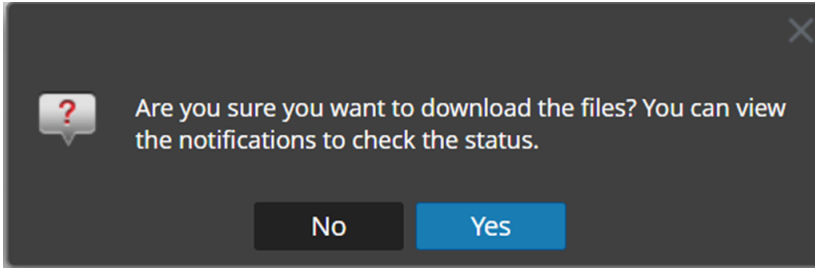 ?
Are you sure you want to download the files? You can view
the notifications to check the status.
No
Yes